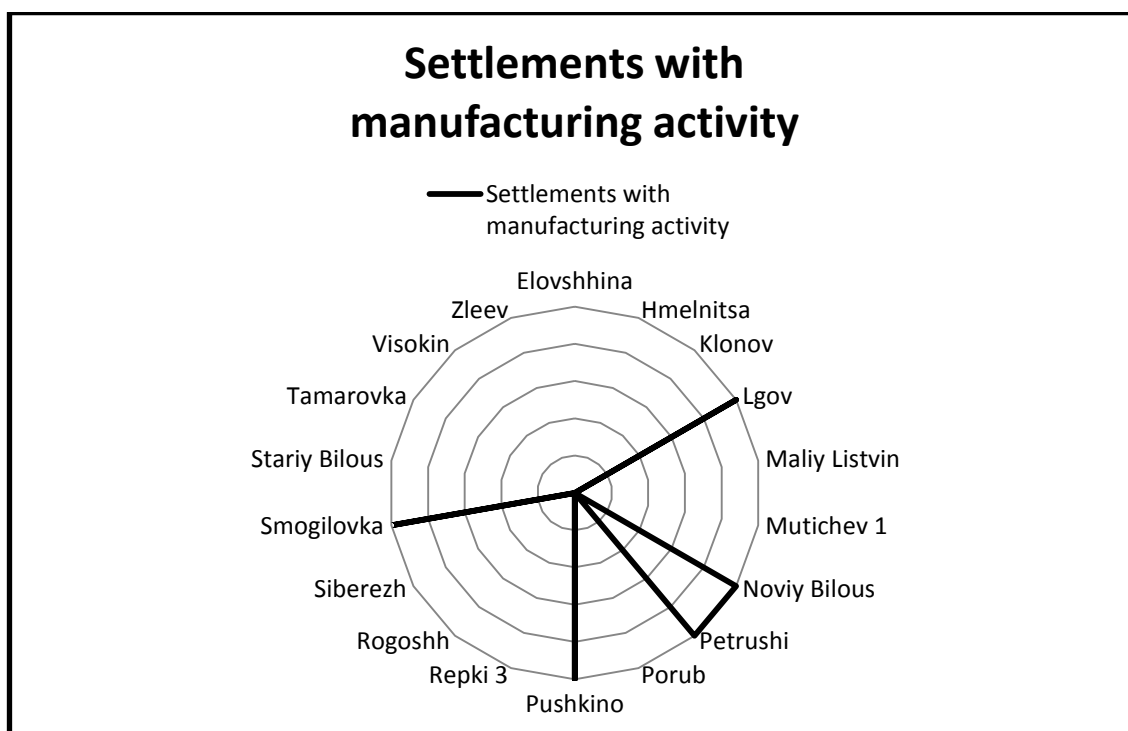 Settlements with
manufacturing activity
Settlements with
manufacturing activity
Elovshhina
Hmelnitsa
Klonov
Lgov
Maliy Listvin
Mutichev 1
Noviy Bilous
Petrushi
Porub
Pushkino
Repki 3
Rogoshh
Siberezh
Smogilovka
Stariy Bilous
Tamarovka
Visokin
Zleev